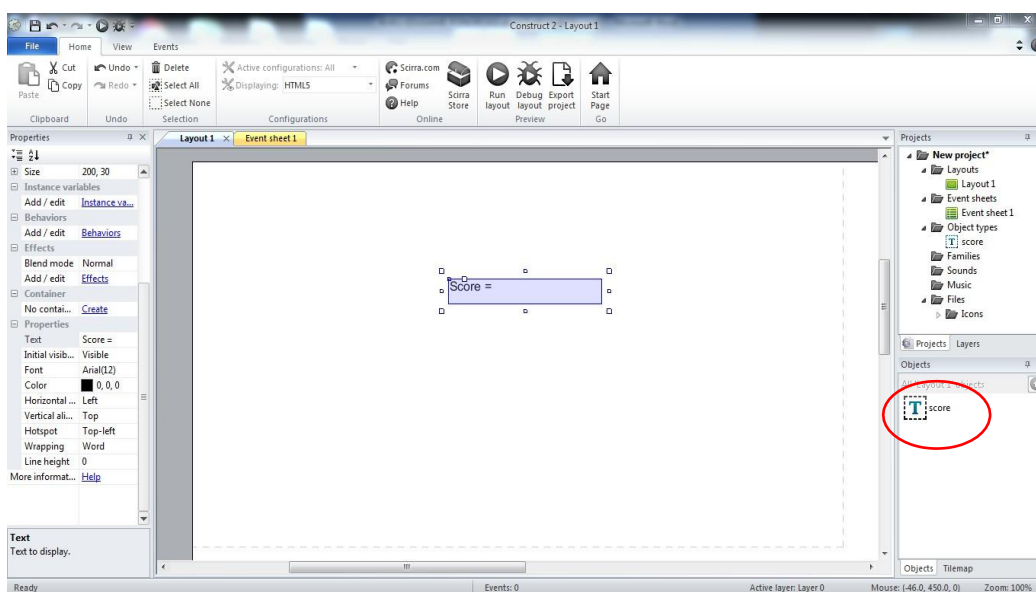 Construct 2 - Layout 1
File Home View Events
Paste
Cut
Copy
Clipboard
Undo
Redo
Undo
Delete
Select All
Select None
Selection
Active configurations: All
Displaying: HTML5
Configurations
Scirra.com
Forums
Help
Scirra Store
Online
Run layout
Debug layout
Export project
Preview
Start Page
Go
Properties
Size 200, 30
Instance variables
Add / edit Instance va...
Behaviors
Add / edit Behaviors
Effects
Blend mode Normal
Add / edit Effects
Container
No contai... Create
Properties
Text Score =
Initial visib... Visible
Font Arial(12)
Color 0, 0, 0
Horizontal ... Left
Vertical ali... Top
Hotspot Top-left
Wrapping Word
Line height 0
More informat... Help
Text
Text to display.
Layout 1 Event sheet 1
Score =
Projects
New project*
Layouts
Layout 1
Event sheets
Event sheet 1
Object types
T score
Families
Sounds
Music
Files
Icons
Projects Layers
Objects
All Layout 1 objects
T score
Objects Tilemap
Ready Events: 0 Active layer: Layer 0 Mouse: (-46.0, 450.0, 0) Zoom: 100%